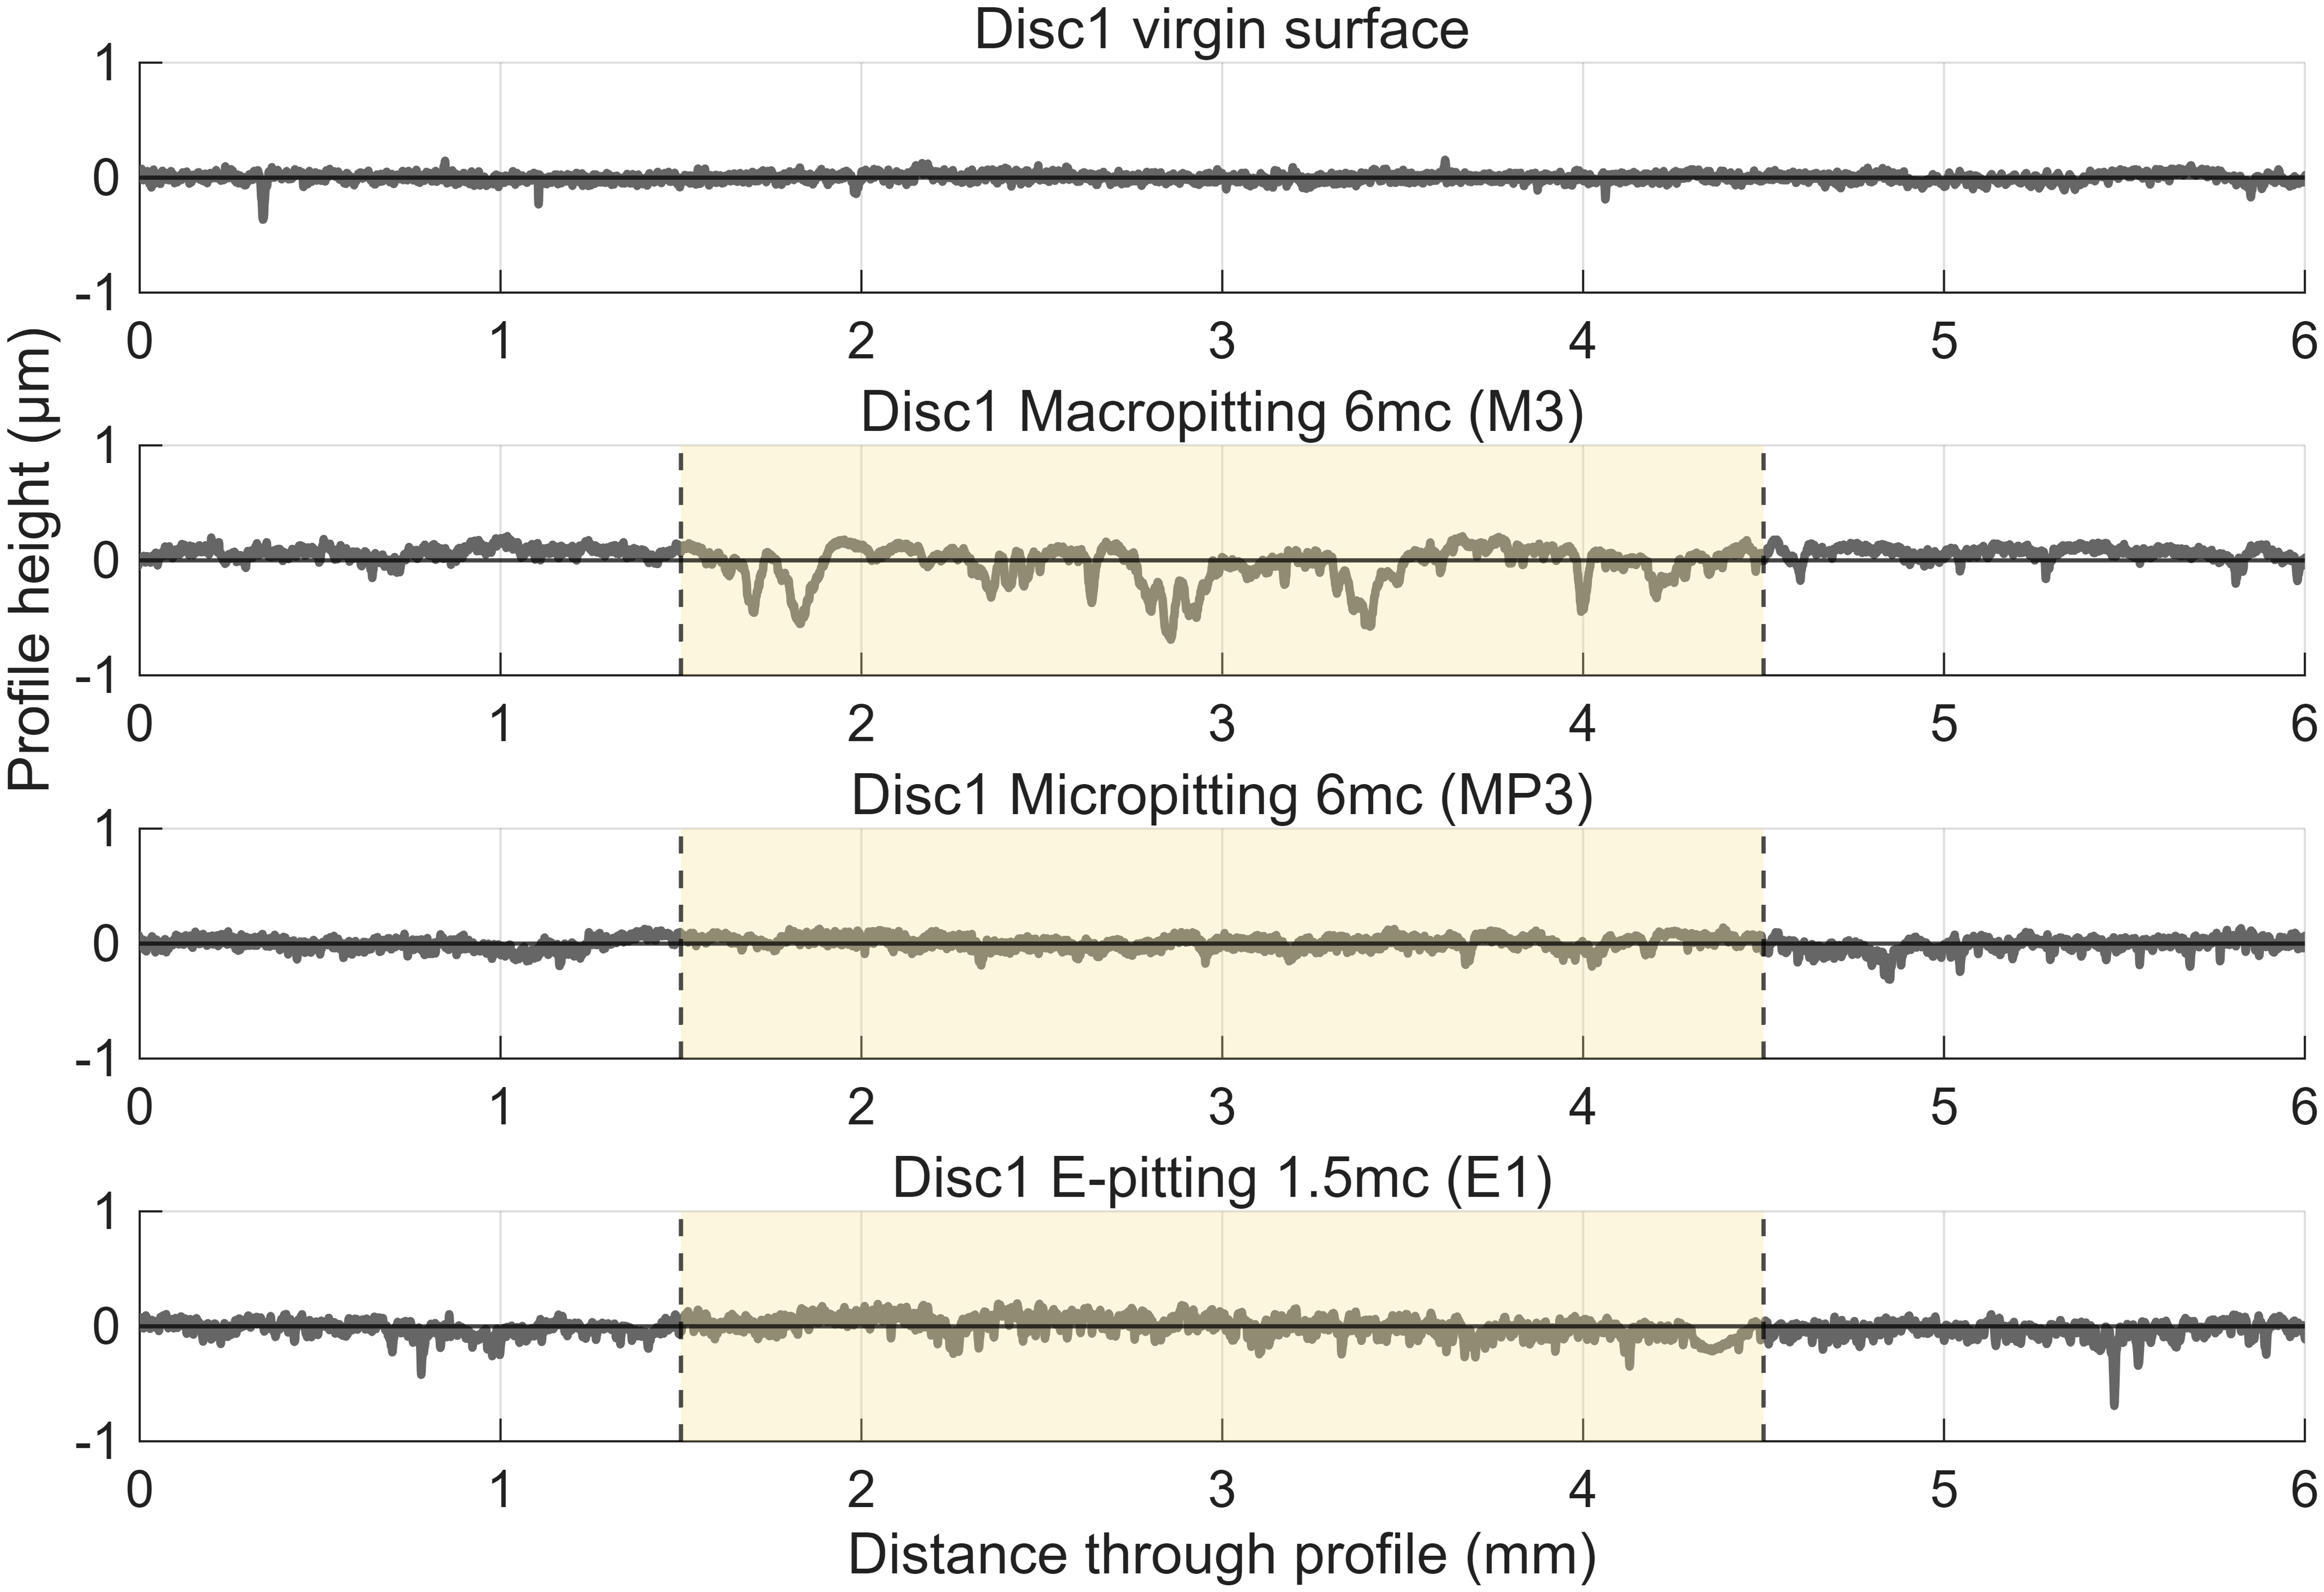 Disc1 virgin surface
1
0
-1
0 1 2 3 4 5 6
Profile height (µm)
Disc1 Macropitting 6mc (M3)
1
0
-1
0 1 2 3 4 5 6
Disc1 Micropitting 6mc (MP3)
1
0
-1
0 1 2 3 4 5 6
Disc1 E-pitting 1.5mc (E1)
1
0
-1
0 1 2 3 4 5 6
Distance through profile (mm)